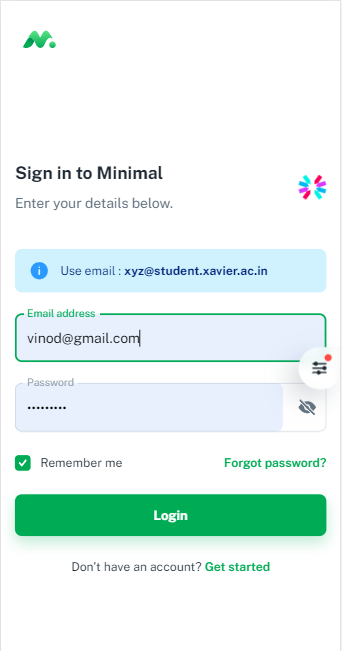 Sign in to Minimal
Enter your details below.
Use email : xyz@student.xavier.ac.in
Email address
vinod@gmail.com
Password
•••••••••
Remember me
Forgot password?
Login
Don't have an account? Get started